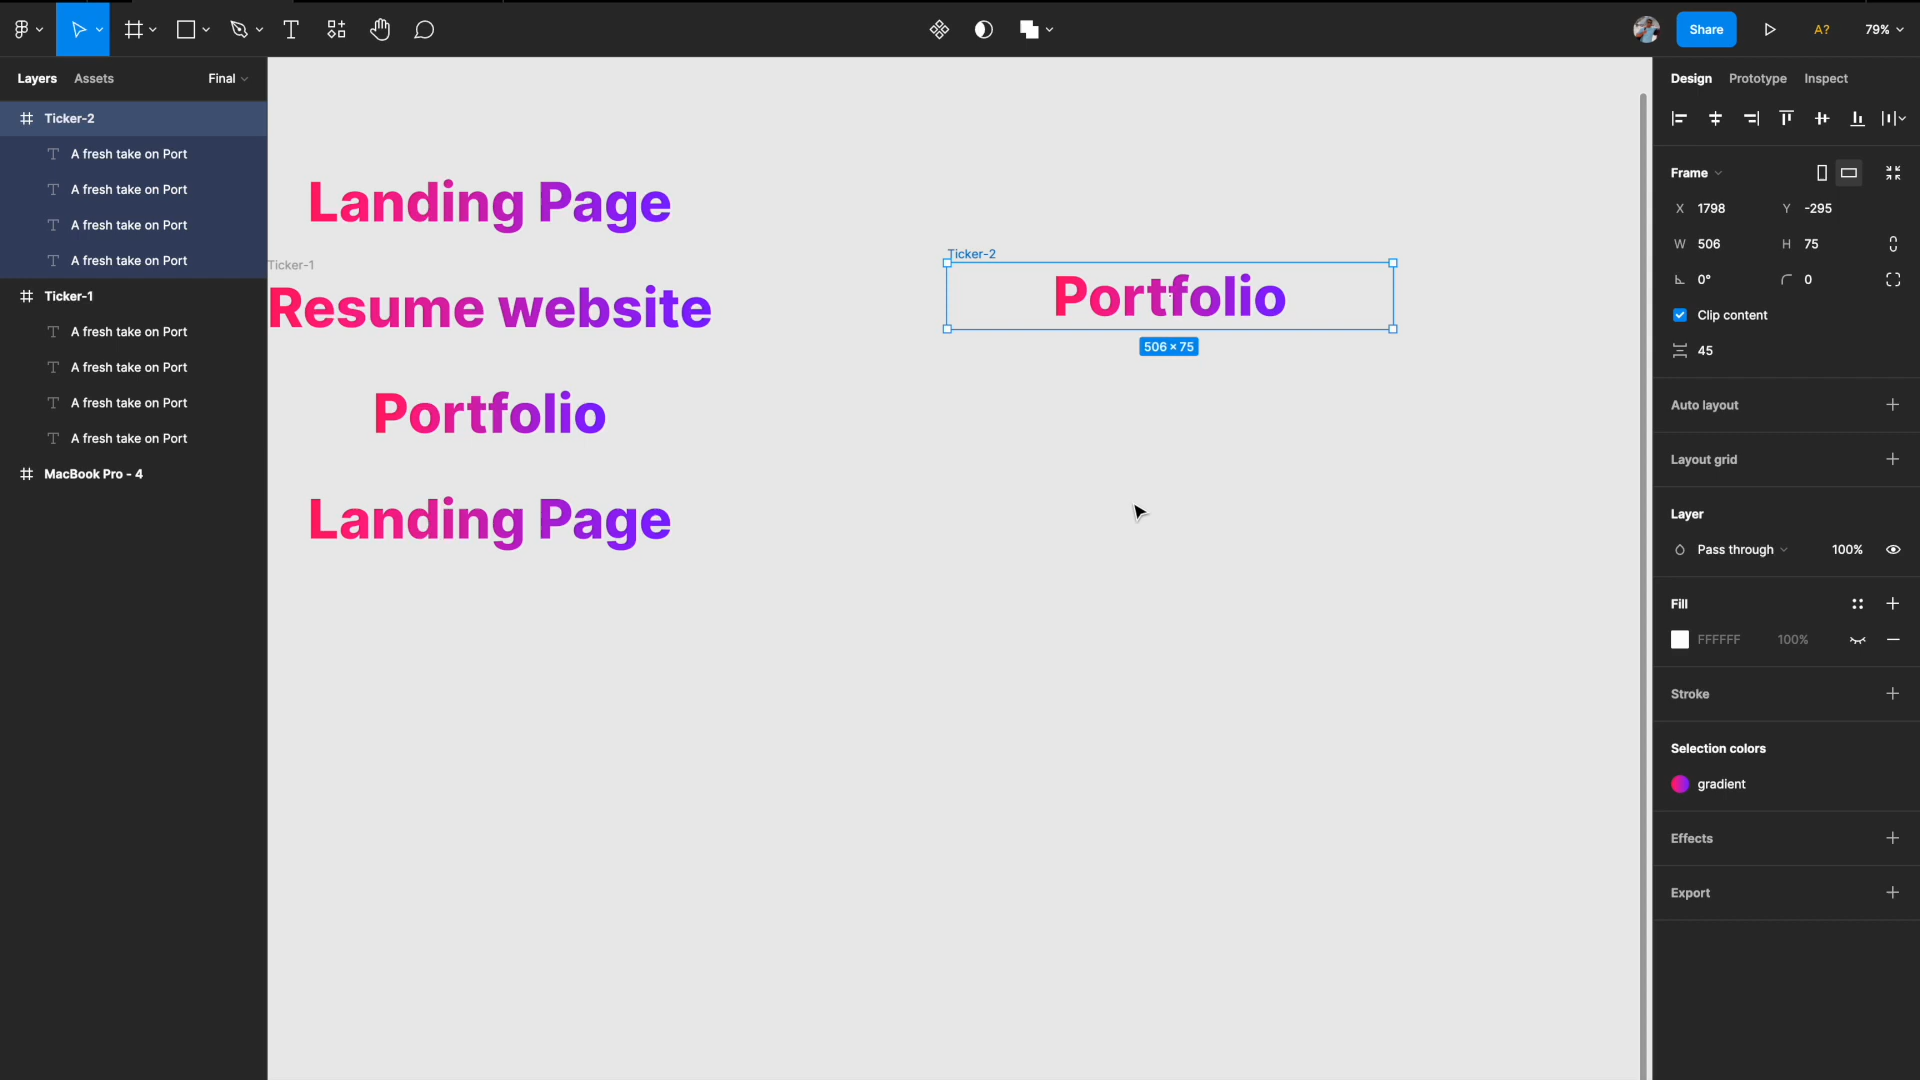 Share
A?
79%
Layers
Assets
Final
Ticker-2
A fresh take on Port
A fresh take on Port
A fresh take on Port
A fresh take on Port
Ticker-1
A fresh take on Port
A fresh take on Port
A fresh take on Port
A fresh take on Port
MacBook Pro - 4
Landing Page
Ticker-1
Resume website
Portfolio
Landing Page
Ticker-2
Portfolio
506 × 75
Design
Prototype
Inspect
Frame
X 1798 Y -295
W 506 H 75
0° 0
Clip content
45
Auto layout
Layout grid
Layer
Pass through 100%
Fill
FFFFFF 100%
Stroke
Selection colors
gradient
Effects
Export